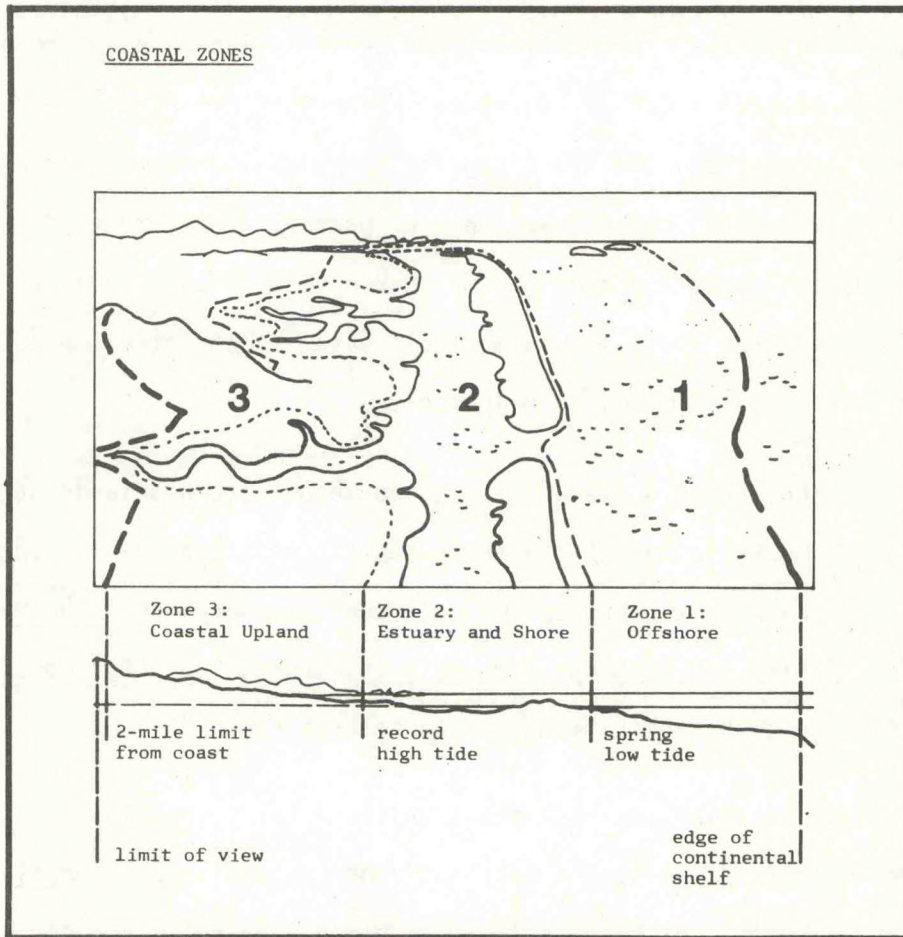 COASTAL ZONES
3
2
1
Zone 3:
Coastal Upland
Zone 2:
Estuary and Shore
Zone 1:
Offshore
2-mile limit
from coast
record
high tide
spring
low tide
limit of view
edge of
continental
shelf